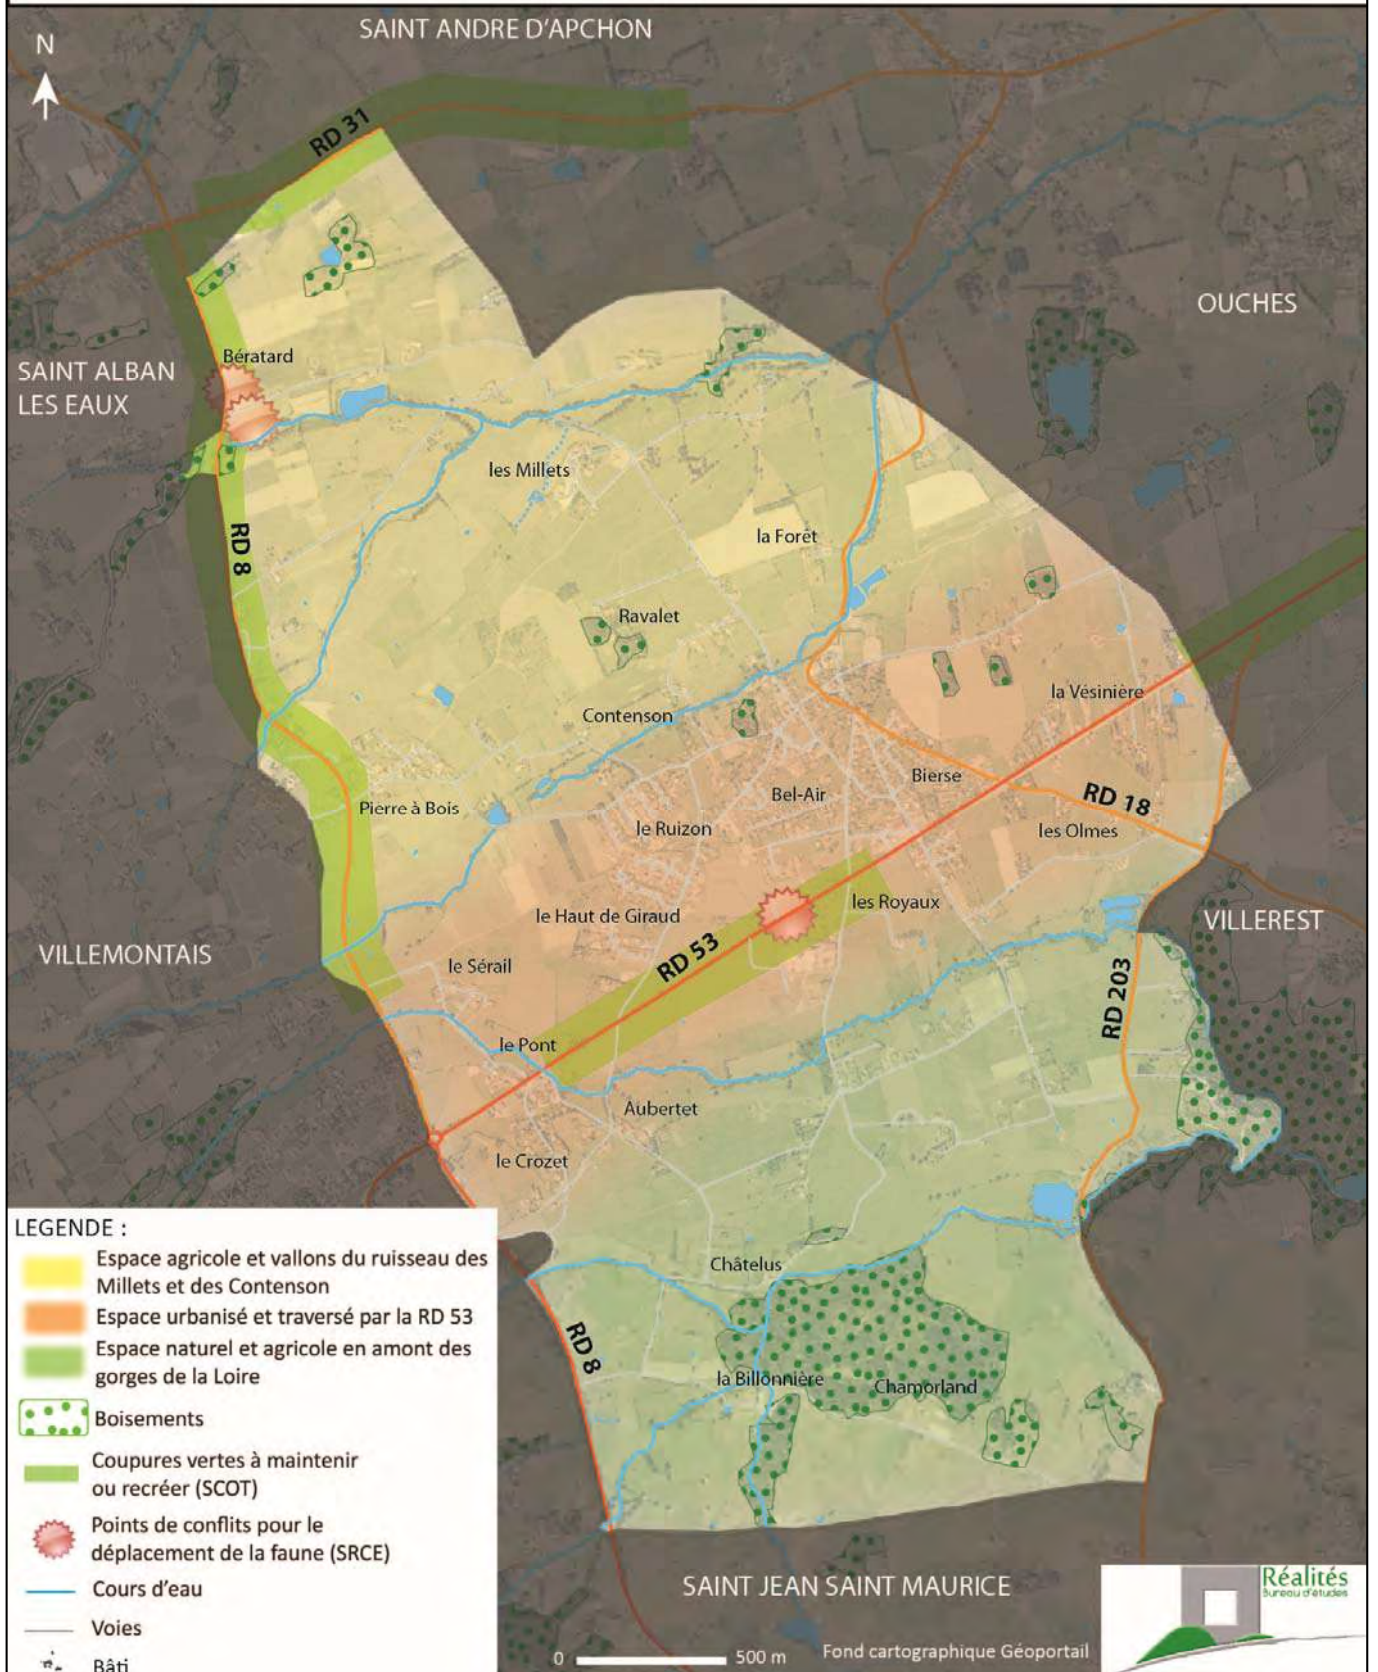 SAINT ANDRE D'APCHON
N
RD 31
OUCHES
Bératard
SAINT ALBAN
LES EAUX
les Millets
RD 8
la Forêt
Ravalet
la Vésinière
Contenson
Bierse
Bel-Air
Pierre à Bois
RD 18
le Ruizon
les Olmes
les Royaux
le Haut de Giraud
VILLEREST
RD 53
VILLEMONTAIS
le Sérail
RD 203
le Pont
Aubertet
le Crozet
Châtelus
RD 8
la Billonnière
Chamorland
LEGENDE :
Espace agricole et vallons du ruisseau des
Millets et des Contenson
Espace urbanisé et traversé par la RD 53
Espace naturel et agricole en amont des
gorges de la Loire
Boisements
Coupures vertes à maintenir
ou recréer (SCOT)
Points de conflits pour le
déplacement de la faune (SRCE)
Cours d'eau
Voies
Bâti
SAINT JEAN SAINT MAURICE
0 500 m
Fond cartographique Géoportail
Réalités
Bureau d'études